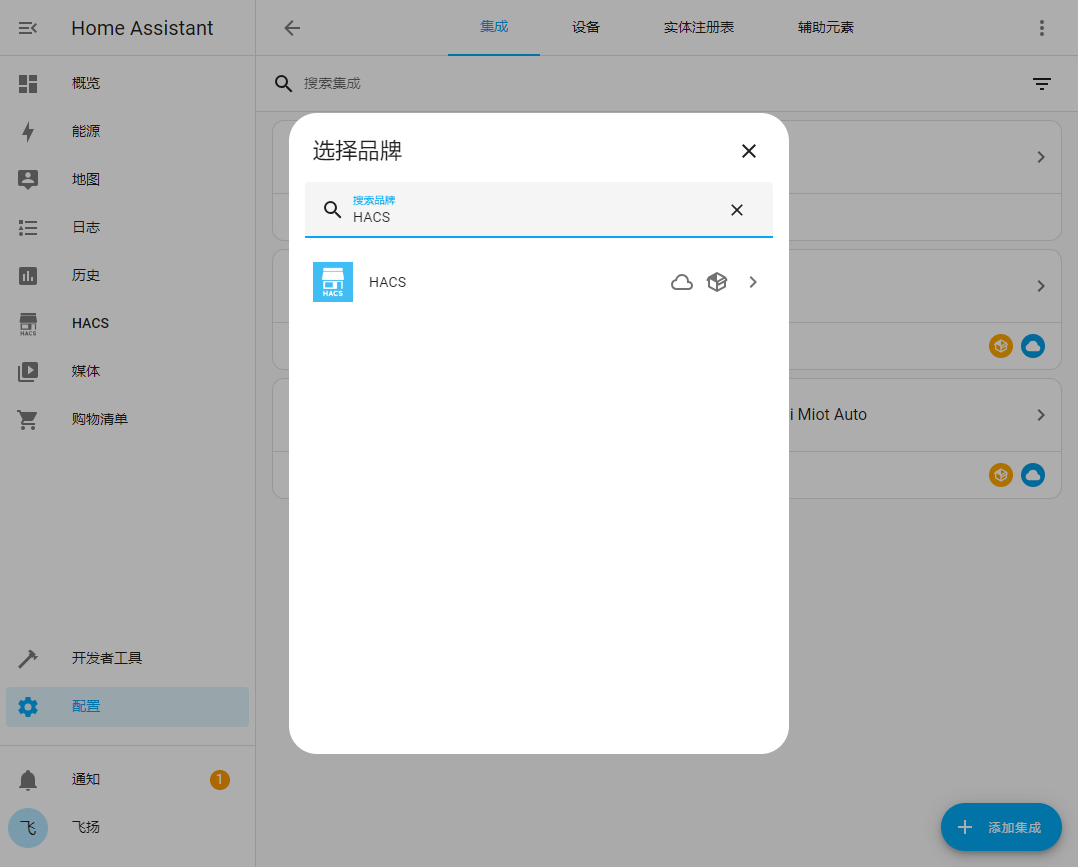 Home Assistant
集成
设备
实体注册表
辅助元素
概览
能源
地图
日志
历史
HACS
HACS
媒体
购物清单
开发者工具
配置
通知
1
飞
飞扬
搜索集成
选择品牌
搜索品牌
HACS
HACS
HACS
i Miot Auto
添加集成